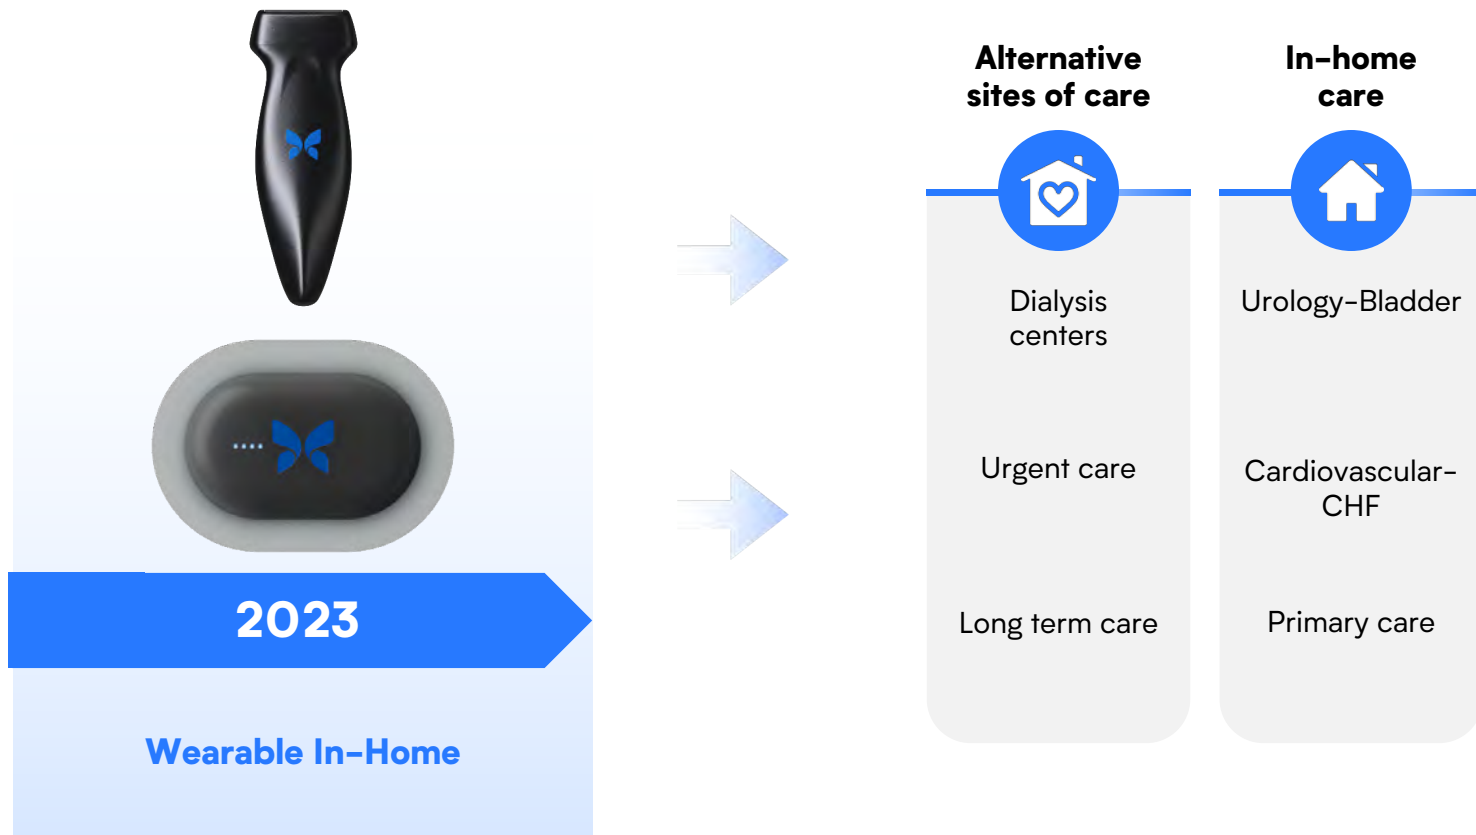 2023
Wearable In-Home
Alternative
sites of care
Dialysis
centers
Urgent care
Long term care
In-home
care
Urology-Bladder
Cardiovascular-
CHF
Primary care